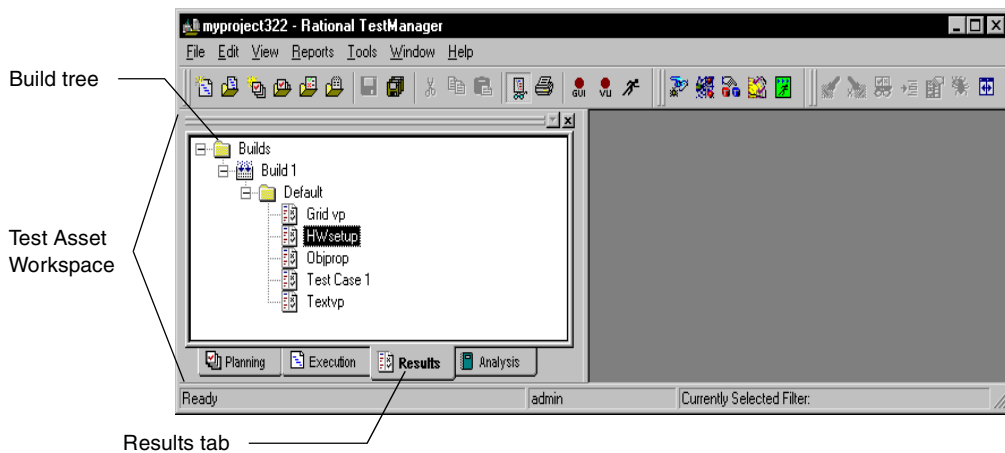 myproject322 - Rational TestManager
File Edit View Reports Tools Window Help
GUI VU
Build tree
Builds
Build 1
Default
Grid vp
HWsetup
Objprop
Test Case 1
Textvp
Test Asset
Workspace
Planning Execution Results Analysis
Ready admin Currently Selected Filter:
Results tab